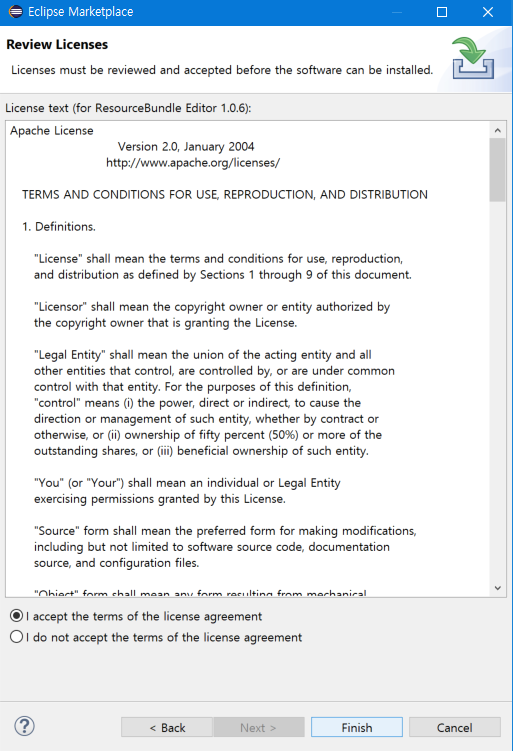 Eclipse Marketplace
Review Licenses
Licenses must be reviewed and accepted before the software can be installed.
License text (for ResourceBundle Editor 1.0.6):
Apache License
Version 2.0, January 2004
http://www.apache.org/licenses/
TERMS AND CONDITIONS FOR USE, REPRODUCTION, AND DISTRIBUTION
1. Definitions.
"License" shall mean the terms and conditions for use, reproduction,
and distribution as defined by Sections 1 through 9 of this document.
"Licensor" shall mean the copyright owner or entity authorized by
the copyright owner that is granting the License.
"Legal Entity" shall mean the union of the acting entity and all
other entities that control, are controlled by, or are under common
control with that entity. For the purposes of this definition,
"control" means (i) the power, direct or indirect, to cause the
direction or management of such entity, whether by contract or
otherwise, or (ii) ownership of fifty percent (50%) or more of the
outstanding shares, or (iii) beneficial ownership of such entity.
"You" (or "Your") shall mean an individual or Legal Entity
exercising permissions granted by this License.
"Source" form shall mean the preferred form for making modifications,
including but not limited to software source code, documentation
source, and configuration files.
"Object" form shall mean any form resulting from mechanical
I accept the terms of the license agreement
I do not accept the terms of the license agreement
?
< Back
Next >
Finish
Cancel